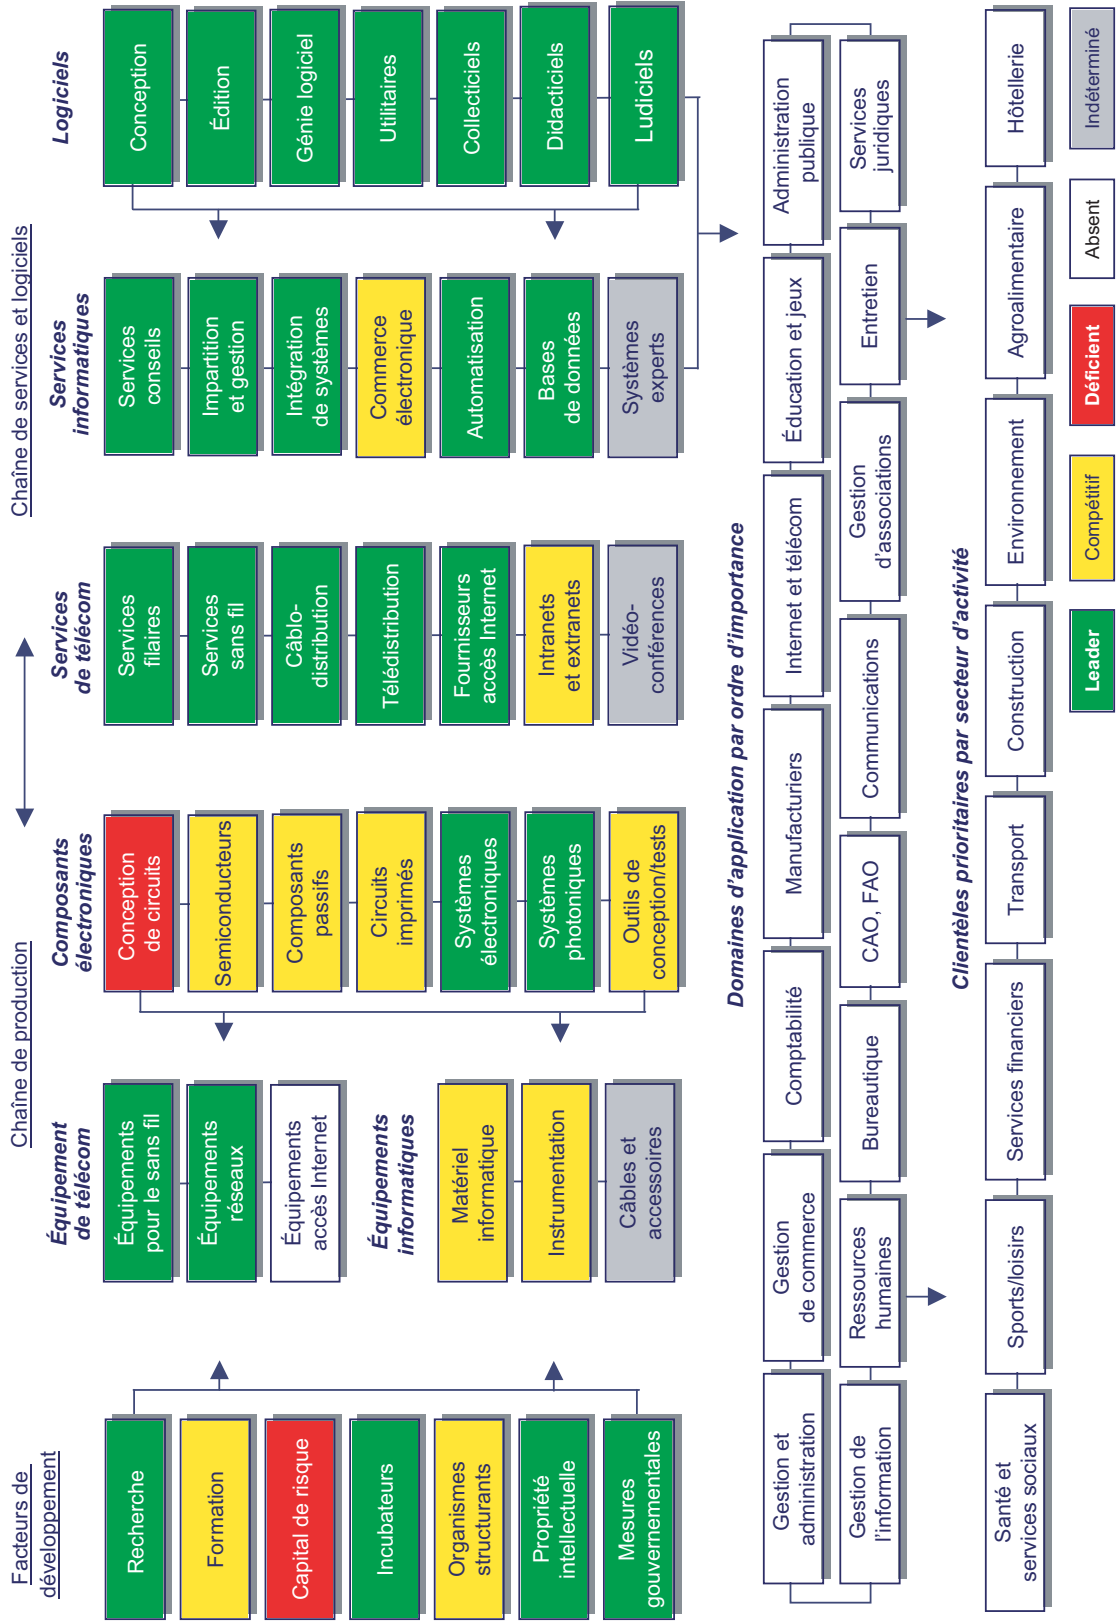 Facteurs de
développement
Chaîne de production
Chaîne de services et logiciels
Recherche
Formation
Capital de risque
Incubateurs
Organismes
structurants
Propriété
intellectuelle
Mesures
gouvernementales
Équipement
de télécom
Équipements
pour le sans fil
Équipements
réseaux
Équipements
accès Internet
Équipements
informatiques
Matériel
informatique
Instrumentation
Câbles et
accessoires
Composants
électroniques
Conception
de circuits
Semiconducteurs
Composants
passifs
Circuits
imprimés
Systèmes
électroniques
Systèmes
photoniques
Outils de
conception/tests
Services
de télécom
Services
filaires
Services
sans fil
Câblo-
distribution
Télédistribution
Fournisseurs
accès Internet
Intranets
et extranets
Vidéo-
conférences
Services
informatiques
Services
conseils
Impartition
et gestion
Intégration
de systèmes
Commerce
électronique
Automatisation
Bases
de données
Systèmes
experts
Logiciels
Conception
Édition
Génie logiciel
Utilitaires
Collecticiels
Didacticiels
Ludiciels
Domaines d'application par ordre d'importance
Gestion et
administration
Gestion
de commerce
Comptabilité
Manufacturiers
Internet et télécom
Éducation et jeux
Administration
publique
Gestion de
l'information
Ressources
humaines
Bureautique
CAO, FAO
Communications
Gestion
d'associations
Entretien
Services
juridiques
Clientèles prioritaires par secteur d'activité
Santé et
services sociaux
Sports/loisirs
Services financiers
Transport
Construction
Environnement
Agroalimentaire
Hôtellerie
Leader
Compétitif
Déficient
Absent
Indéterminé